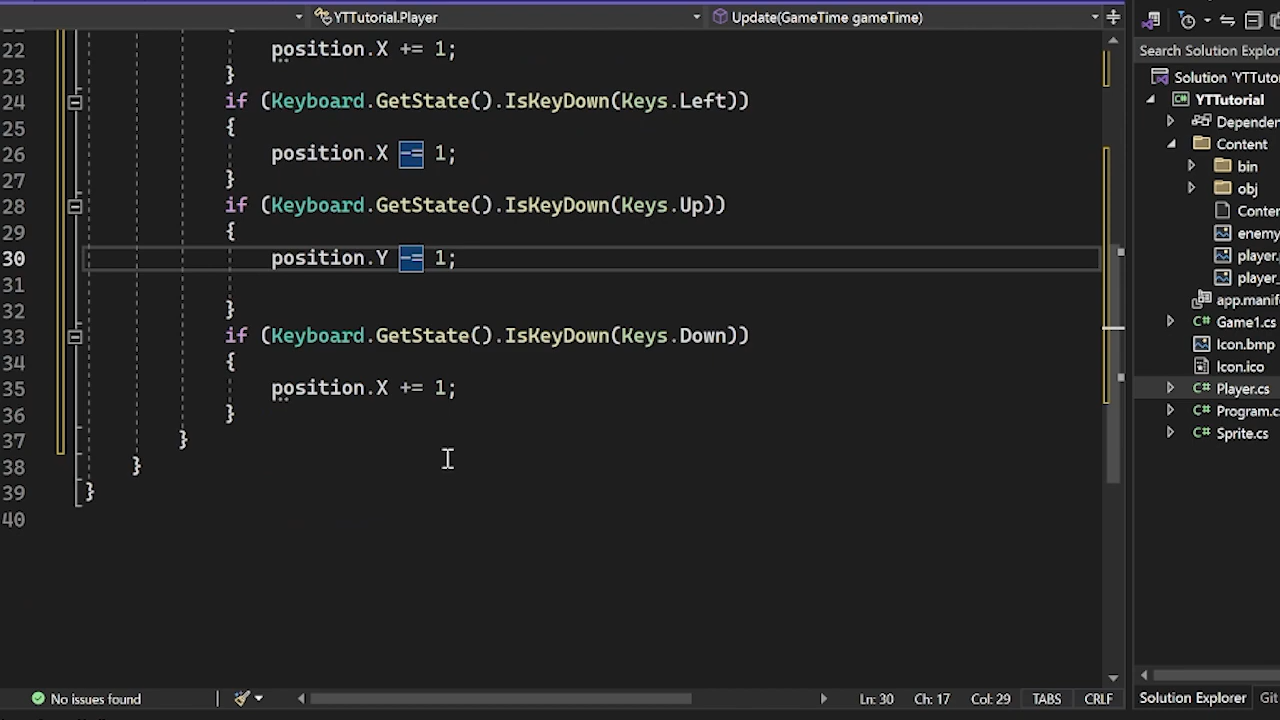 YTTutorial.Player
Update(GameTime gameTime)
22 position.X += 1;
23 }
24 if (Keyboard.GetState().IsKeyDown(Keys.Left))
25 {
26 position.X -= 1;
27 }
28 if (Keyboard.GetState().IsKeyDown(Keys.Up))
29 {
30 position.Y -= 1;
31
32 }
33 if (Keyboard.GetState().IsKeyDown(Keys.Down))
34 {
35 position.X += 1;
36 }
37 }
38 }
39 }
40
Search Solution Explor
Solution 'YTTuto
YTTutorial
Depender
Content
bin
obj
Conter
enemy
player.
player_
app.manif
Game1.cs
Icon.bmp
Icon.ico
Player.cs
Program.c
Sprite.cs
No issues found
Ln: 30 Ch: 17 Col: 29 TABS CRLF
Solution Explorer Git